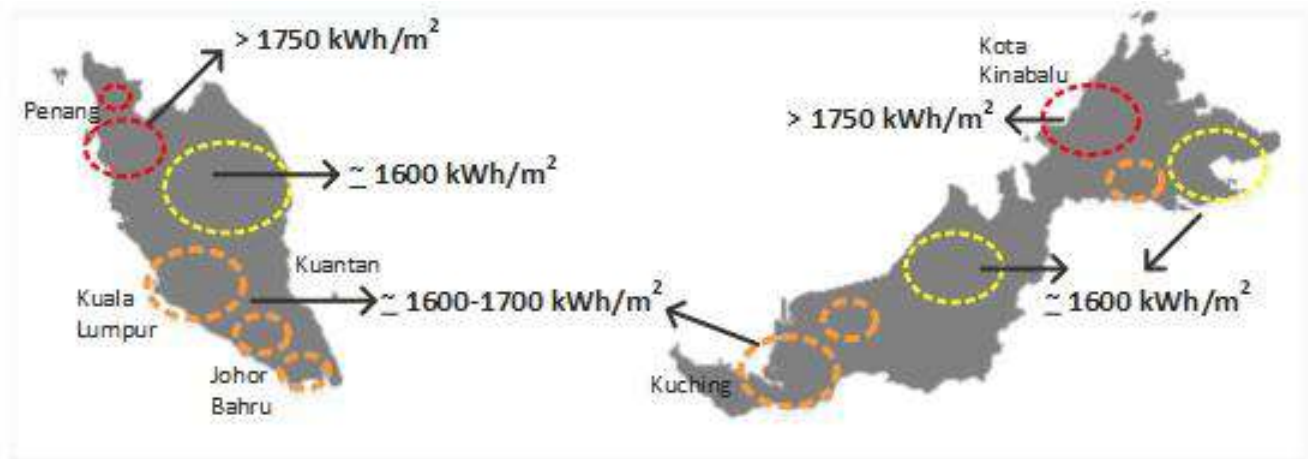 > 1750 kWh/m²
Penang
≃ 1600 kWh/m²
Kuantan
Kuala
Lumpur
≃ 1600-1700 kWh/m²
Johor
Bahru
Kota
Kinabalu
> 1750 kWh/m²
≃ 1600 kWh/m²
Kuching